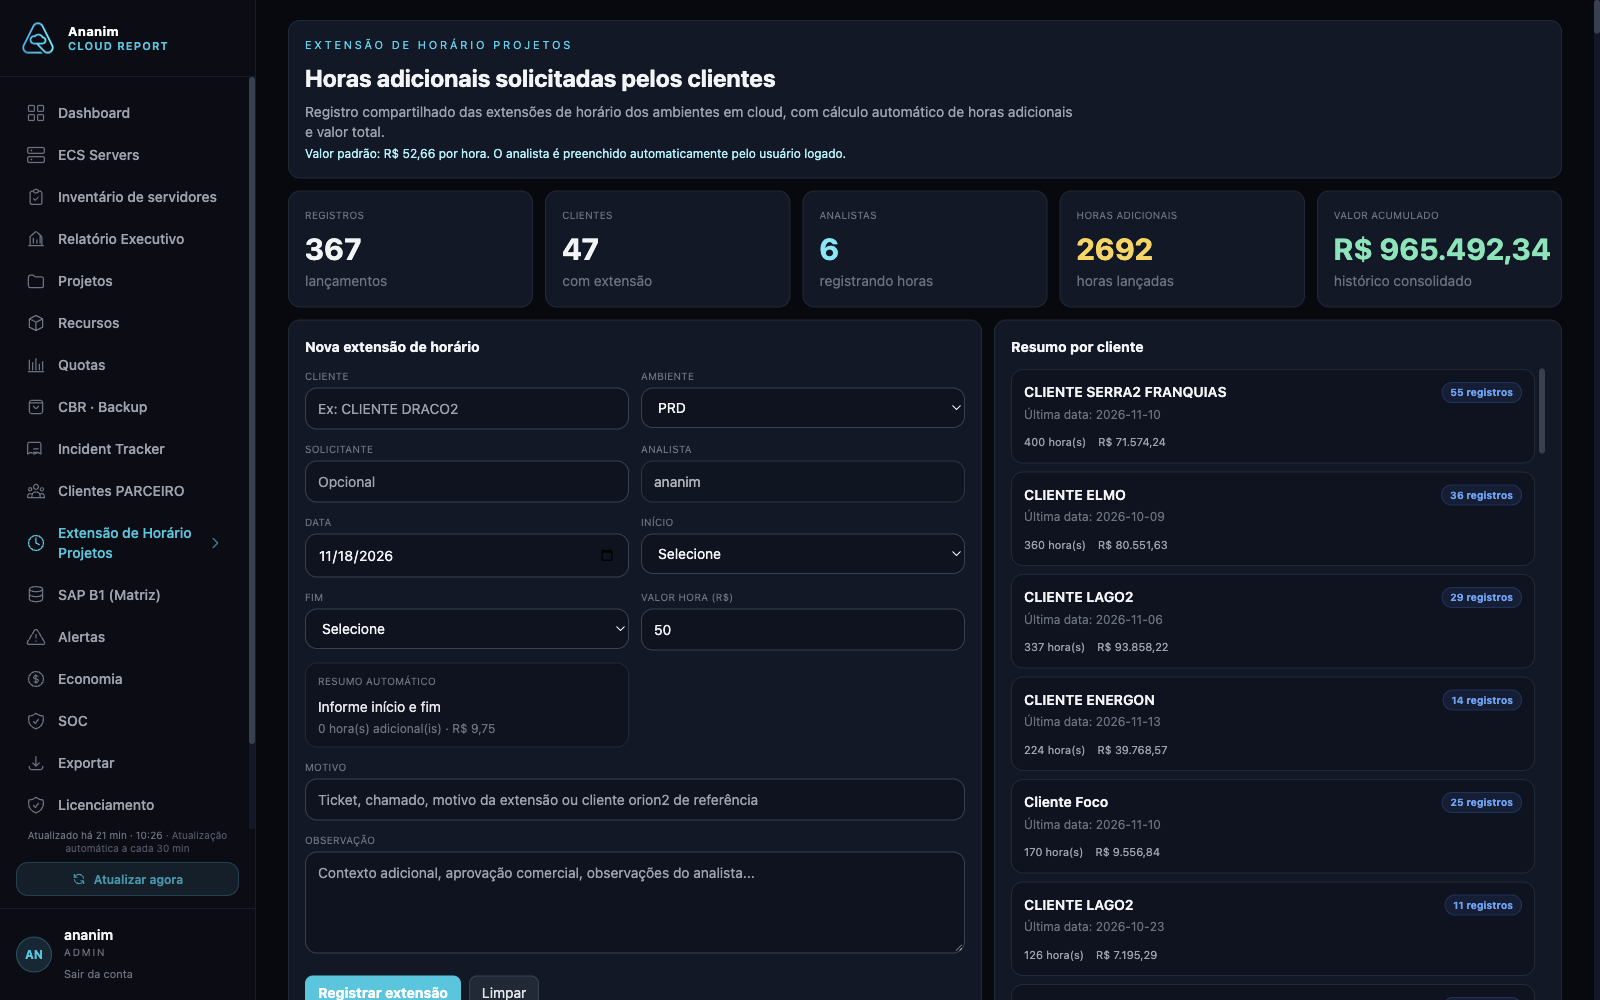 Ananim
CLOUD REPORT
Dashboard
ECS Servers
Inventário de servidores
Relatório Executivo
Projetos
Recursos
Quotas
CBR · Backup
Incident Tracker
Clientes PARCEIRO
Extensão de Horário
Projetos
SAP B1 (Matriz)
Alertas
Economia
SOC
Exportar
Licenciamento
Atualizado há 21 min · 10:26 · Atualização
automática a cada 30 min
Atualizar agora
AN
ananim
ADMIN
Sair da conta
EXTENSÃO DE HORÁRIO PROJETOS
Horas adicionais solicitadas pelos clientes
Registro compartilhado das extensões de horário dos ambientes em cloud, com cálculo automático de horas adicionais
e valor total.
Valor padrão: R$ 52,66 por hora. O analista é preenchido automaticamente pelo usuário logado.
REGISTROS
367
lançamentos
CLIENTES
47
com extensão
ANALISTAS
6
registrando horas
HORAS ADICIONAIS
2692
horas lançadas
VALOR ACUMULADO
R$ 965.492,34
histórico consolidado
Nova extensão de horário
CLIENTE
Ex: CLIENTE DRACO2
AMBIENTE
PRD
SOLICITANTE
Opcional
ANALISTA
ananim
DATA
11/18/2026
INÍCIO
Selecione
FIM
Selecione
VALOR HORA (R$)
50
RESUMO AUTOMÁTICO
Informe início e fim
0 hora(s) adicional(is) · R$ 9,75
MOTIVO
Ticket, chamado, motivo da extensão ou cliente orion2 de referência
OBSERVAÇÃO
Contexto adicional, aprovação comercial, observações do analista...
Registrar extensão
Limpar
Resumo por cliente
CLIENTE SERRA2 FRANQUIAS
55 registros
Última data: 2026-11-10
400 hora(s) R$ 71.574,24
CLIENTE ELMO
36 registros
Última data: 2026-10-09
360 hora(s) R$ 80.551,63
CLIENTE LAGO2
29 registros
Última data: 2026-11-06
337 hora(s) R$ 93.858,22
CLIENTE ENERGON
14 registros
Última data: 2026-11-13
224 hora(s) R$ 39.768,57
Cliente Foco
25 registros
Última data: 2026-11-10
170 hora(s) R$ 9.556,84
CLIENTE LAGO2
11 registros
Última data: 2026-10-23
126 hora(s) R$ 7.195,29